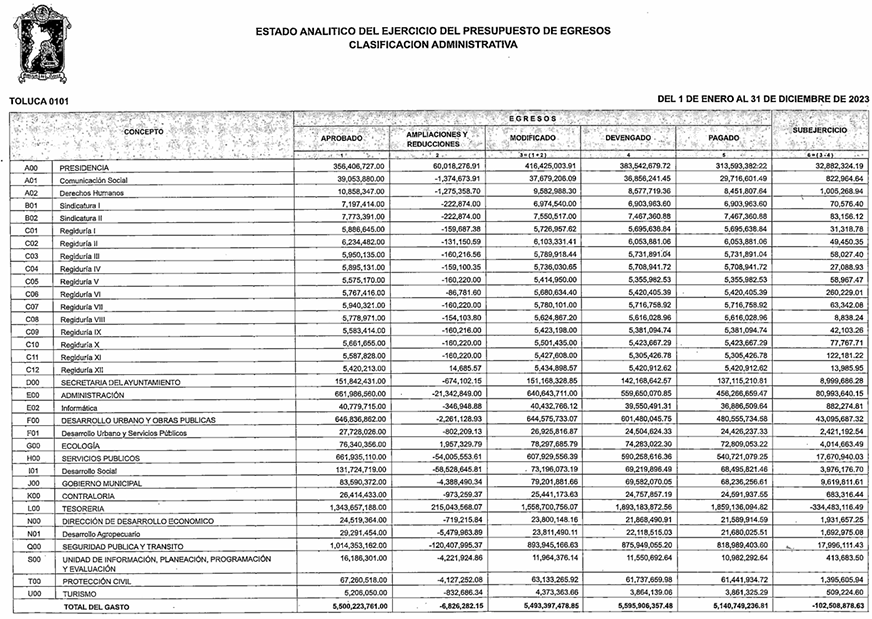 ESTADO ANALITICO DEL EJERCICIO DEL PRESUPUESTO DE EGRESOS
CLASIFICACION ADMINISTRATIVA
TOLUCA 0101 DEL 1 DE ENERO AL 31 DE DICIEMBRE DE 2023
CONCEPTO EGRESOS SUBEJERCICIO
APROBADO AMPLIACIONES Y REDUCCIONES MODIFICADO DEVENGADO PAGADO
1 2 3=(1+2) 4 5 6=(3-4)
A00 PRESIDENCIA 356,406,727.00 60,018,276.91 416,425,003.91 383,542,679.72 313,593,382.22 32,882,324.19
A01 Comunicación Social 39,053,880.00 -1,374,673.91 37,679,206.09 36,856,241.45 29,716,601.49 822,964.64
A02 Derechos Humanos 10,858,347.00 -1,275,358.70 9,582,988.30 8,577,719.36 8,451,807.64 1,005,268.94
B01 Sindicatura I 7,197,414.00 -222,874.00 6,974,540.00 6,903,963.60 6,903,963.60 70,576.40
B02 Sindicatura II 7,773,391.00 -222,874.00 7,550,517.00 7,467,360.88 7,467,360.88 83,156.12
C01 Regiduría I 5,886,645.00 -159,687.38 5,726,957.62 5,695,638.84 5,695,638.84 31,318.78
C02 Regiduría II 6,234,482.00 -131,150.59 6,103,331.41 6,053,881.06 6,053,881.06 49,450.35
C03 Regiduría III 5,950,135.00 -160,216.56 5,789,918.44 5,731,891.04 5,731,891.04 58,027.40
C04 Regiduría IV 5,895,131.00 -159,100.35 5,736,030.65 5,708,941.72 5,708,941.72 27,088.93
C05 Regiduría V 5,575,170.00 -160,220.00 5,414,950.00 5,355,982.53 5,355,982.53 58,967.47
C06 Regiduría VI 5,767,416.00 -86,781.60 5,680,634.40 5,420,405.39 5,420,405.39 260,229.01
C07 Regiduría VII 5,940,321.00 -160,220.00 5,780,101.00 5,716,758.92 5,716,758.92 63,342.08
C08 Regiduría VIII 5,778,971.00 -154,103.80 5,624,867.20 5,616,028.96 5,616,028.96 8,838.24
C09 Regiduría IX 5,583,414.00 -160,216.00 5,423,198.00 5,381,094.74 5,381,094.74 42,103.26
C10 Regiduría X 5,661,655.00 -160,220.00 5,501,435.00 5,423,667.29 5,423,667.29 77,767.71
C11 Regiduría XI 5,587,828.00 -160,220.00 5,427,608.00 5,305,426.78 5,305,426.78 122,181.22
C12 Regiduría XII 5,420,213.00 14,685.57 5,434,898.57 5,420,912.62 5,420,912.62 13,985.95
D00 SECRETARIA DEL AYUNTAMIENTO 151,842,431.00 -674,102.15 151,168,328.85 142,168,642.57 137,115,210.81 8,999,686.28
E00 ADMINISTRACIÓN 661,986,560.00 -21,342,849.00 640,643,711.00 559,650,070.85 456,266,659.47 80,993,640.15
E02 Informática 40,779,715.00 -346,948.88 40,432,766.12 39,550,491.31 36,886,509.64 882,274.81
F00 DESARROLLO URBANO Y OBRAS PUBLICAS 646,836,862.00 -2,261,128.93 644,575,733.07 601,480,045.75 480,555,734.58 43,095,687.32
F01 Desarrollo Urbano y Servicios Públicos 27,728,026.00 -802,209.13 26,925,816.87 24,504,624.33 24,426,237.33 2,421,192.54
G00 ECOLOGÍA 76,340,356.00 1,957,329.79 78,297,685.79 74,283,022.30 72,809,053.22 4,014,663.49
H00 SERVICIOS PUBLICOS 661,935,110.00 -54,005,553.61 607,929,556.39 590,258,616.36 540,721,079.25 17,670,940.03
I01 Desarrollo Social 131,724,719.00 -58,528,645.81 73,196,073.19 69,219,896.49 68,495,821.46 3,976,176.70
J00 GOBIERNO MUNICIPAL 83,590,372.00 -4,388,490.34 79,201,881.66 69,582,070.05 68,236,256.61 9,619,811.61
K00 CONTRALORIA 26,414,433.00 -973,259.37 25,441,173.63 24,757,857.19 24,591,937.55 683,316.44
L00 TESORERIA 1,343,657,188.00 215,043,568.07 1,558,700,756.07 1,893,183,872.56 1,859,136,094.82 -334,483,116.49
N00 DIRECCIÓN DE DESARROLLO ECONOMICO 24,519,364.00 -719,215.84 23,800,148.16 21,868,490.91 21,589,914.59 1,931,657.25
N01 Desarrollo Agropecuario 29,291,454.00 -5,479,963.89 23,811,490.11 22,118,515.03 21,680,025.51 1,692,975.08
Q00 SEGURIDAD PUBLICA Y TRANSITO 1,014,353,162.00 -120,407,995.37 893,945,166.63 875,949,055.20 818,989,403.60 17,996,111.43
S00 UNIDAD DE INFORMACIÓN, PLANEACIÓN, PROGRAMACIÓN 16,186,301.00 -4,221,924.86 11,964,376.14 11,550,692.64 10,982,292.64 413,683.50
Y EVALUACIÓN
T00 PROTECCIÓN CIVIL 67,260,518.00 -4,127,252.08 63,133,265.92 61,737,659.98 61,441,934.72 1,395,605.94
U00 TURISMO 5,206,050.00 -832,686.34 4,373,363.66 3,864,139.06 3,861,325.29 509,224.60
TOTAL DEL GASTO 5,500,223,761.00 -6,826,282.15 5,493,397,478.85 5,595,906,357.48 5,140,749,236.81 -102,508,878.63